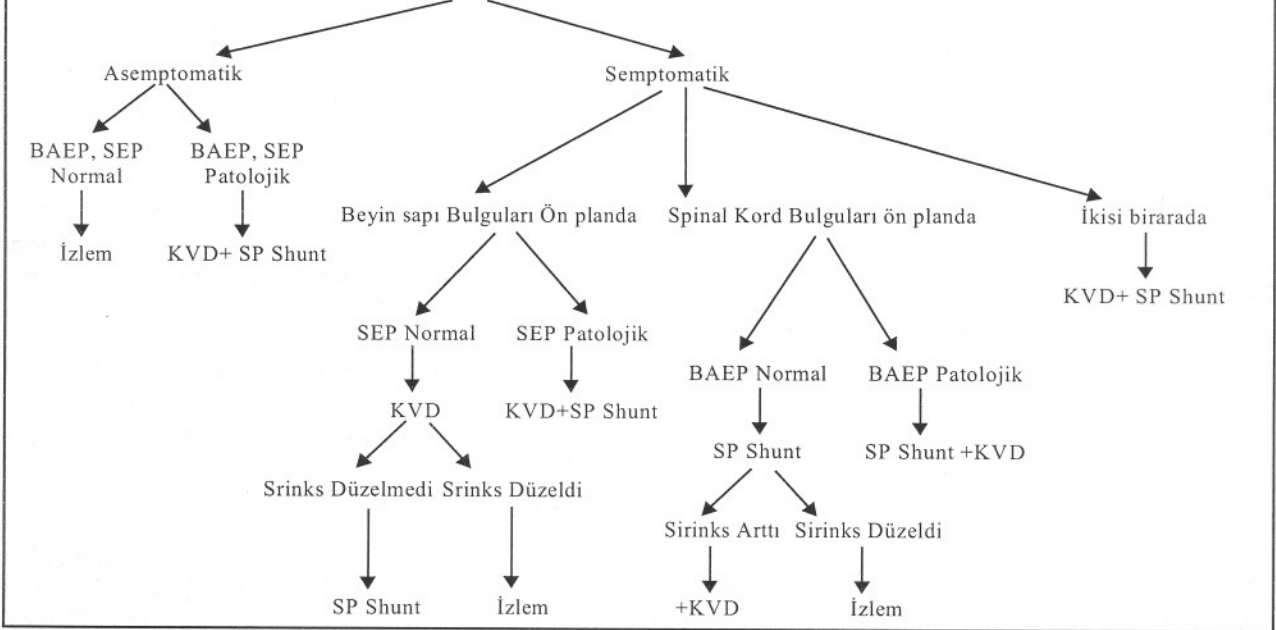 Asemptomatik
Semptomatik
BAEP, SEP
Normal
BAEP, SEP
Patolojik
Beyin sapı Bulguları Ön planda
Spinal Kord Bulguları ön planda
İkisi birarada
İzlem
KVD+ SP Shunt
KVD+ SP Shunt
SEP Normal
SEP Patolojik
BAEP Normal
BAEP Patolojik
KVD
KVD+SP Shunt
SP Shunt
SP Shunt +KVD
Srinks Düzelmedi
Srinks Düzeldi
Sirinks Arttı
Sirinks Düzeldi
SP Shunt
İzlem
+KVD
İzlem